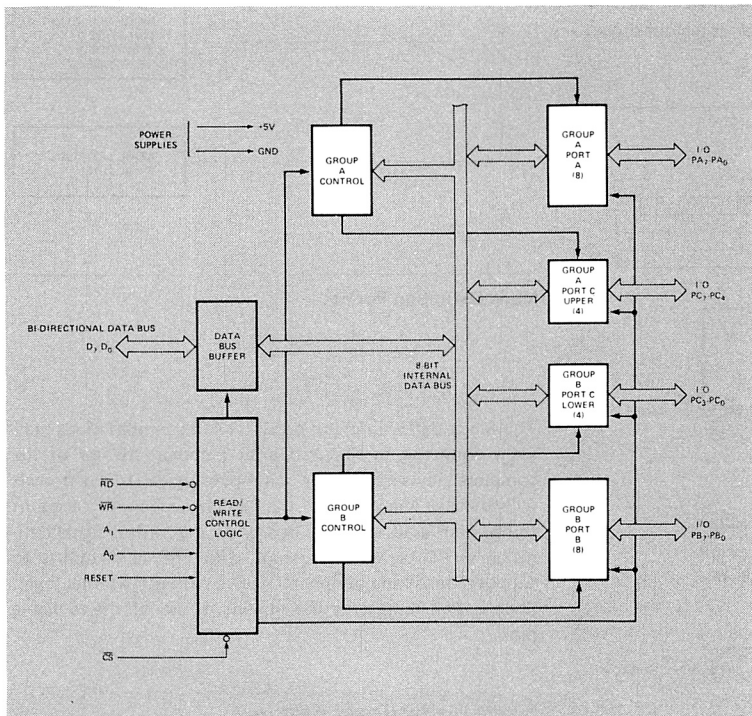 POWER
SUPPLIES
+5V
GND
GROUP
A
CONTROL
GROUP
A
PORT
A
(8)
I/O
PA7-PA0
GROUP
A
PORT C
UPPER
(4)
I/O
PC7-PC4
BI-DIRECTIONAL DATA BUS
D7 D0
DATA
BUS
BUFFER
8-BIT
INTERNAL
DATA BUS
GROUP
B
PORT C
LOWER
(4)
I/O
PC3-PC0
RD
WR
A1
A0
RESET
CS
READ/
WRITE
CONTROL
LOGIC
GROUP
B
CONTROL
GROUP
B
PORT
B
(8)
I/O
PB7-PB0